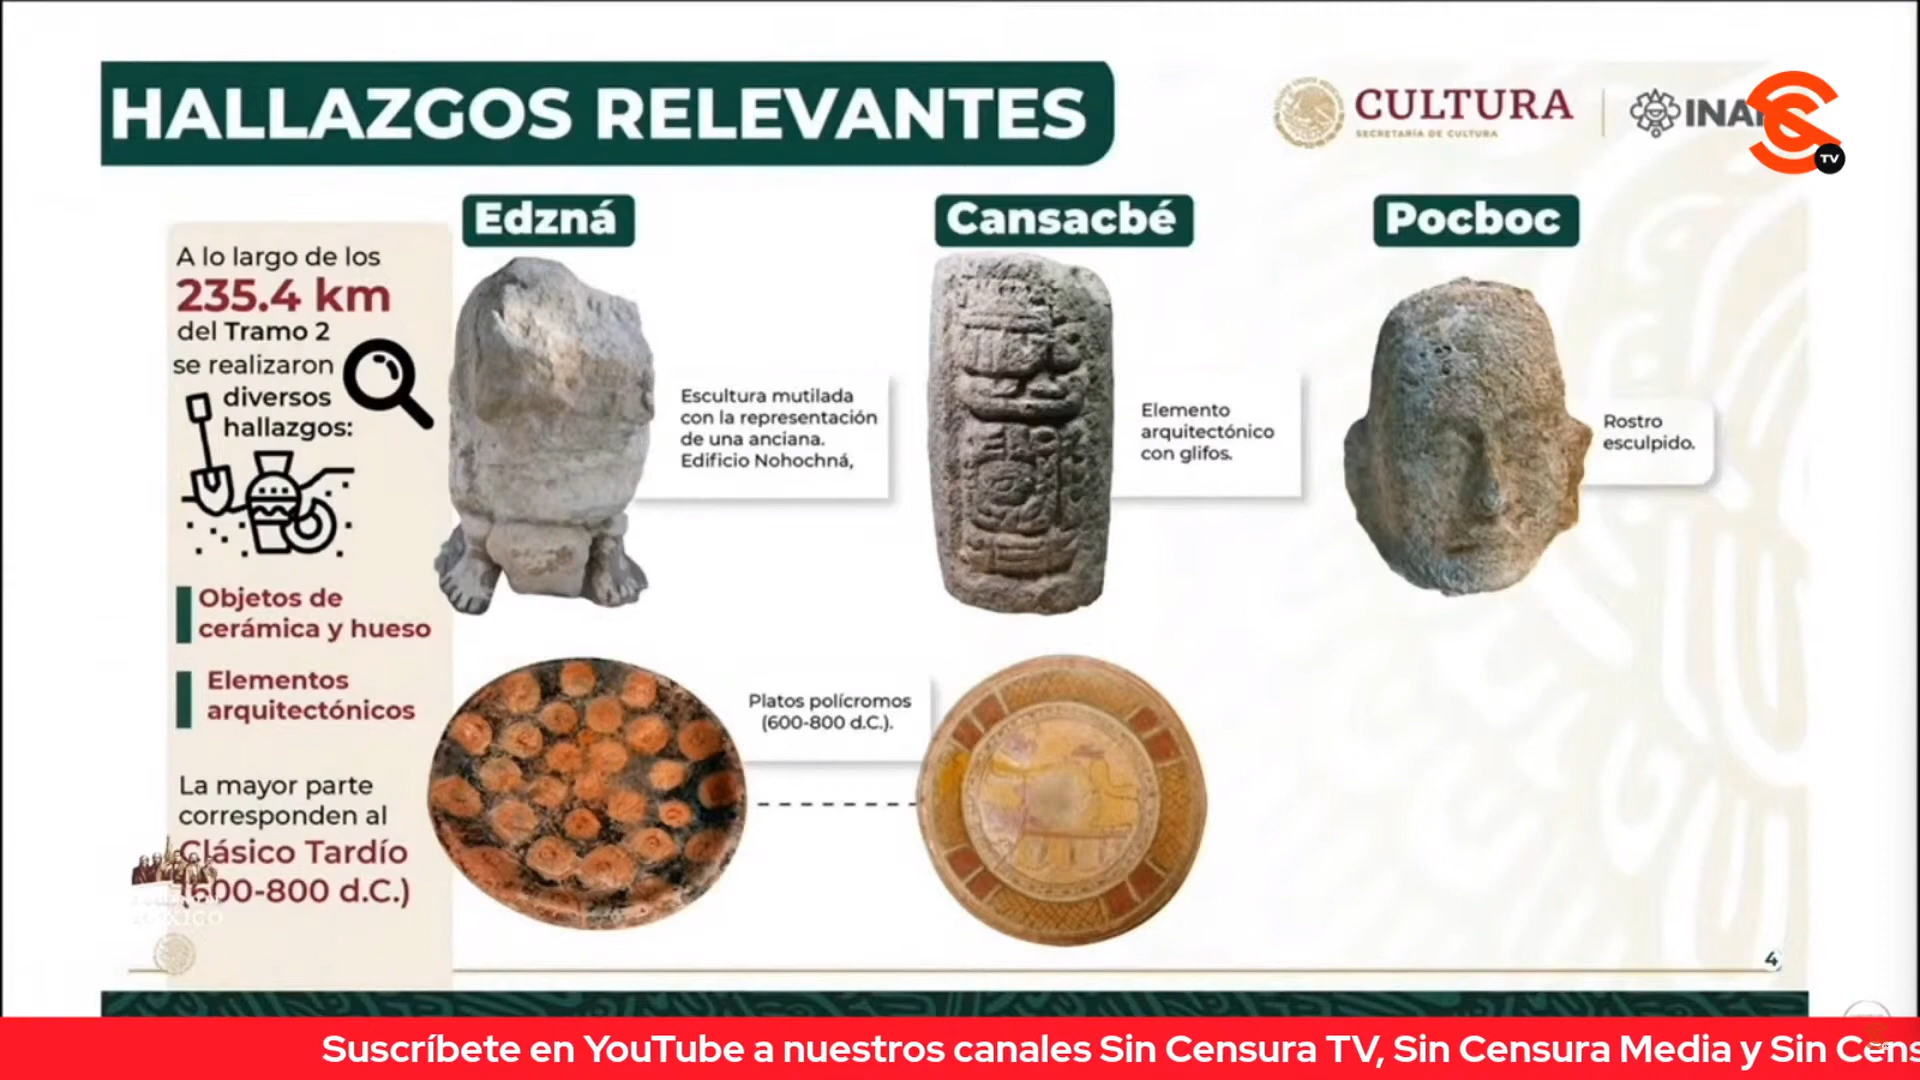 HALLAZGOS RELEVANTES
CULTURA
SECRETARÍA DE CULTURA
TV
Edzná
Cansacbé
Pocboc
A lo largo de los
235.4 km
del Tramo 2
se realizaron
diversos
hallazgos:
Objetos de
cerámica y hueso
Elementos
arquitectónicos
La mayor parte
corresponden al
Clásico Tardío
(600-800 d.C.)
Escultura mutilada
con la representación
de una anciana.
Edificio Nohochná,
Elemento
arquitectónico
con glifos.
Rostro
esculpido.
Platos polícromos
(600-800 d.C.).
MÉXICO
4
Suscríbete en YouTube a nuestros canales Sin Censura TV, Sin Censura Media y Sin Cens